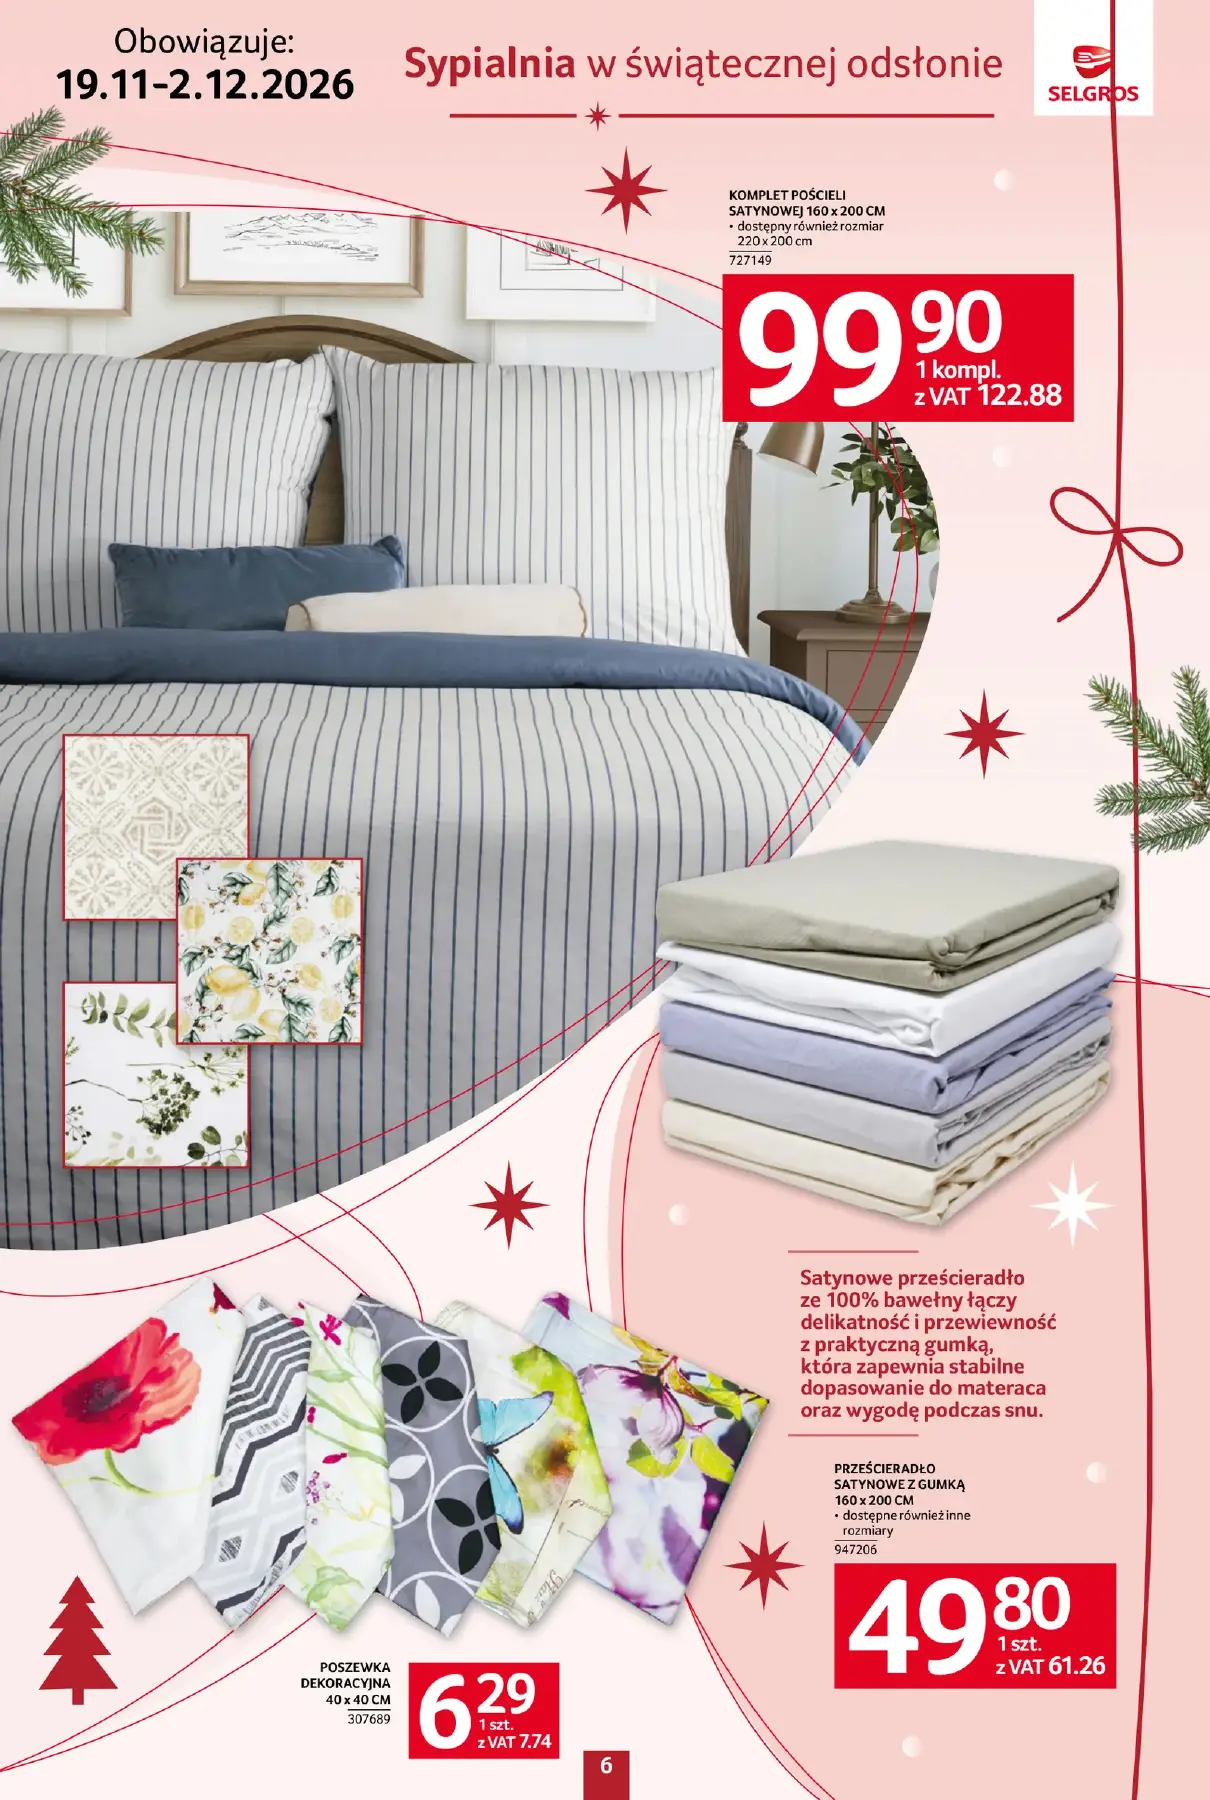 Obowiązuje:
19.11-2.12.2026
Sypialnia w świątecznej odsłonie
SELGROS
KOMPLET POŚCIELI
SATYNOWEJ 160 x 200 CM
• dostępny również rozmiar
220 x 200 cm
727149
99 90
1 kompl.
z VAT 122.88
Satynowe prześcieradło
ze 100% bawełny łączy
delikatność i przewiewność
z praktyczną gumką,
która zapewnia stabilne
dopasowanie do materaca
oraz wygodę podczas snu.
PRZEŚCIERADŁO
SATYNOWE Z GUMKĄ
160 x 200 CM
• dostępne również inne
rozmiary
947206
49 80
1 szt.
z VAT 61.26
POSZEWKA
DEKORACYJNA
40 x 40 CM
307689
6 29
1 szt.
z VAT 7.74
6